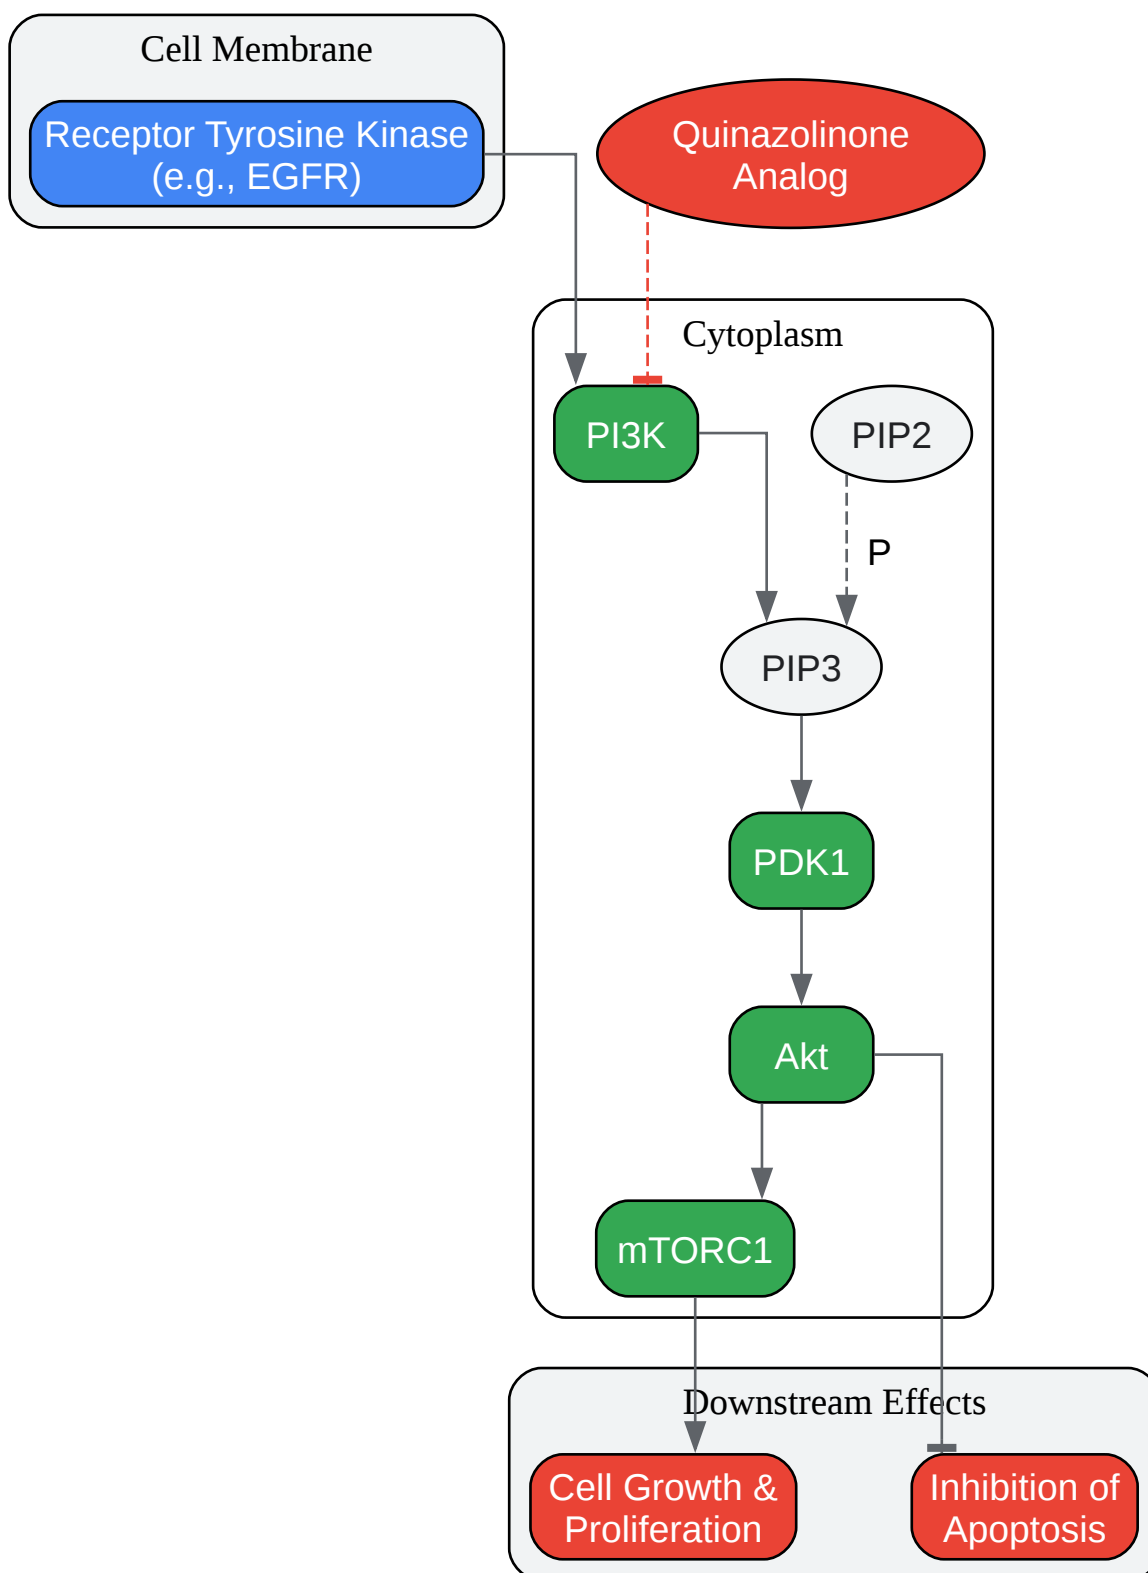 Cell Membrane
Receptor Tyrosine Kinase
(e.g., EGFR)
Quinazolinone
Analog
Cytoplasm
PI3K
PIP2
P
PIP3
PDK1
Akt
mTORC1
Downstream Effects
Cell Growth &
Proliferation
Inhibition of
Apoptosis